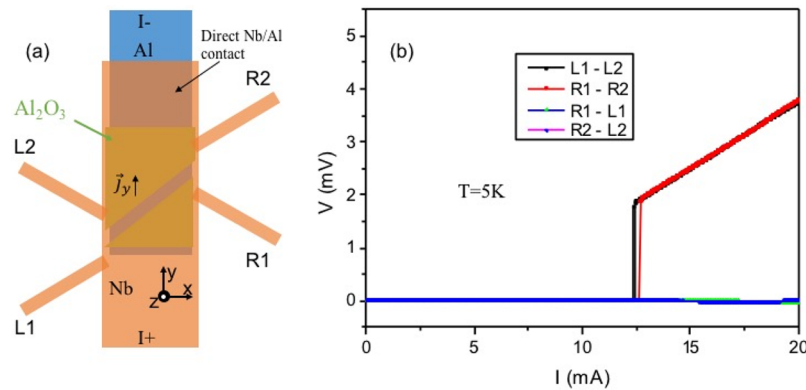 (a)
I-
Al
Direct Nb/Al
contact
R2
Al₂O₃
L2
j⃗y
R1
L1
Nb
y
x
z
I+
(b)
V (mV)
5
4
3
2
1
0
L1 - L2
R1 - R2
R1 - L1
R2 - L2
T=5K
0
5
10
15
20
I (mA)